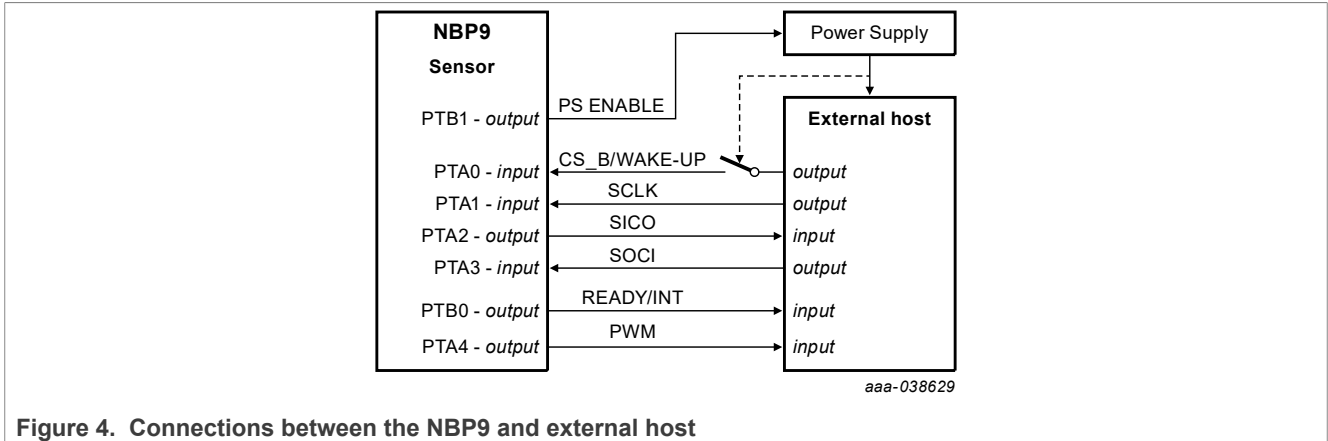 NBP9
Sensor
Power Supply
PTB1 - output
PS ENABLE
External host
PTA0 - input
CS_B/WAKE-UP
output
PTA1 - input
SCLK
output
PTA2 - output
SICO
input
PTA3 - input
SOCI
output
PTB0 - output
READY/INT
input
PTA4 - output
PWM
input
aaa-038629
Figure 4. Connections between the NBP9 and external host